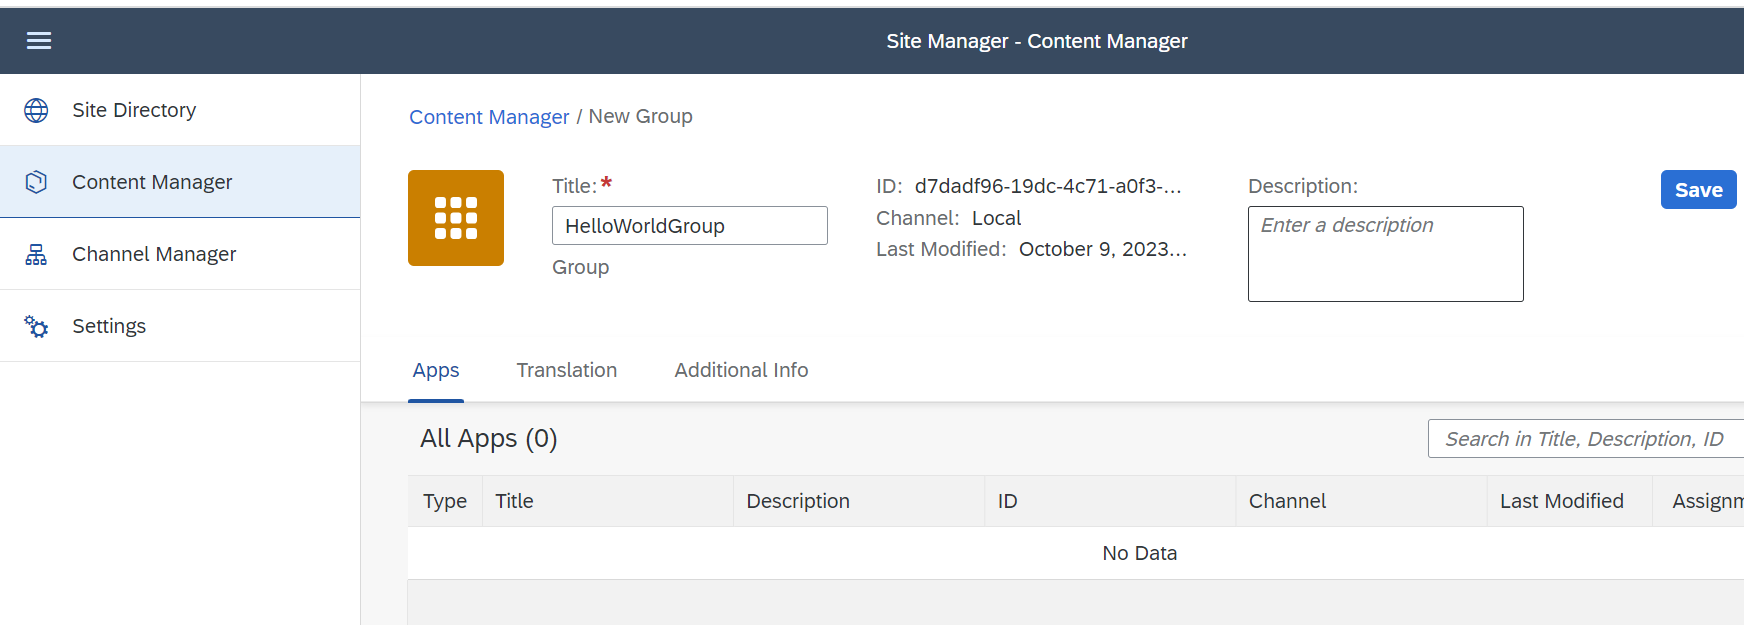 Site Manager - Content Manager
Site Directory
Content Manager
Channel Manager
Settings
Content Manager / New Group
Title:*
HelloWorldGroup
Group
ID: d7dadf96-19dc-4c71-a0f3-...
Channel: Local
Last Modified: October 9, 2023...
Description:
Enter a description
Save
Apps Translation Additional Info
All Apps (0)
Search in Title, Description, ID
Type Title Description ID Channel Last Modified Assignm
No Data